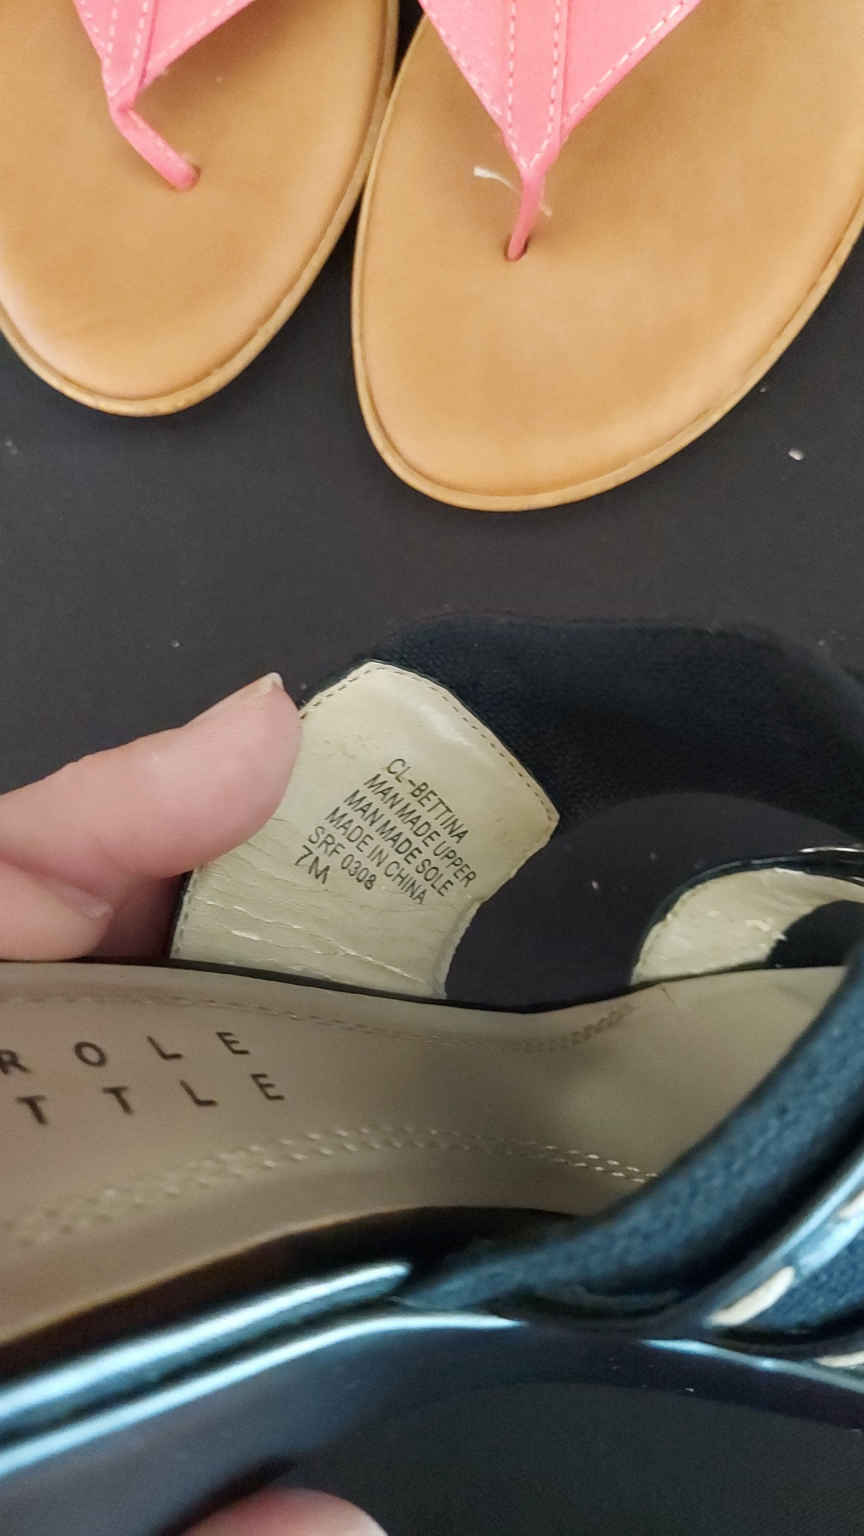 CL-BETTINA
MAN MADE UPPER
MAN MADE SOLE
MADE IN CHINA
SRF 0308
7M
ROLE
TTLE